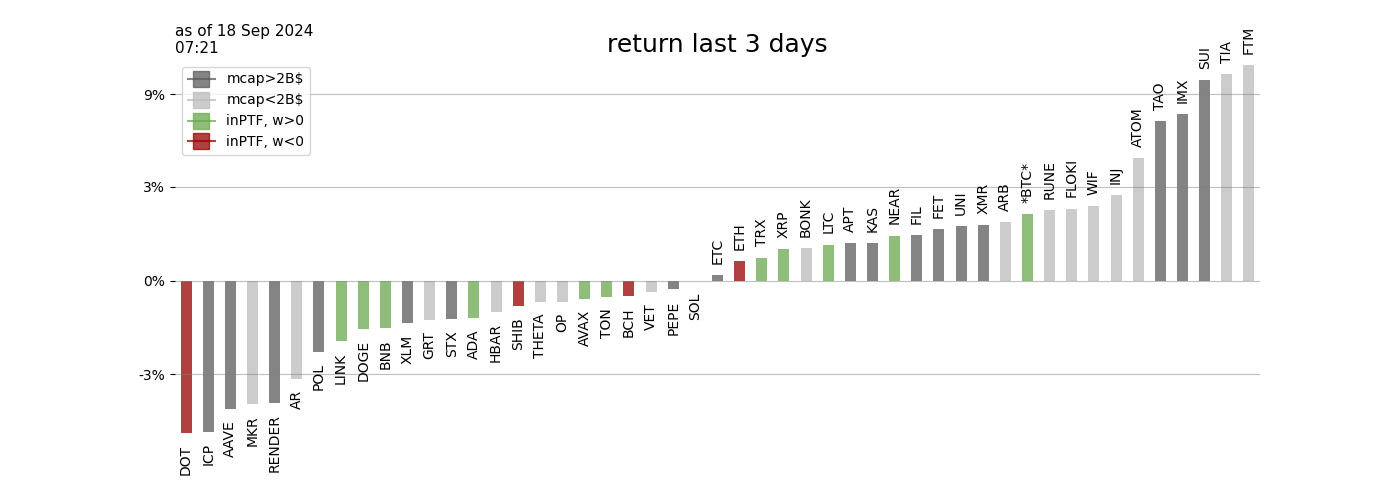 as of 18 Sep 2024
07:21
return last 3 days
mcap>2B$
mcap<2B$
inPTF, w>0
inPTF, w<0
9%
3%
0%
-3%
DOT
ICP
AAVE
MKR
RENDER
AR
POL
LINK
DOGE
BNB
XLM
GRT
STX
ADA
HBAR
SHIB
THETA
OP
AVAX
TON
BCH
VET
PEPE
SOL
ETC
ETH
TRX
XRP
BONK
LTC
APT
KAS
NEAR
FIL
FET
UNI
XMR
ARB
*BTC*
RUNE
FLOKI
WIF
INJ
ATOM
TAO
IMX
SUI
TIA
FTM